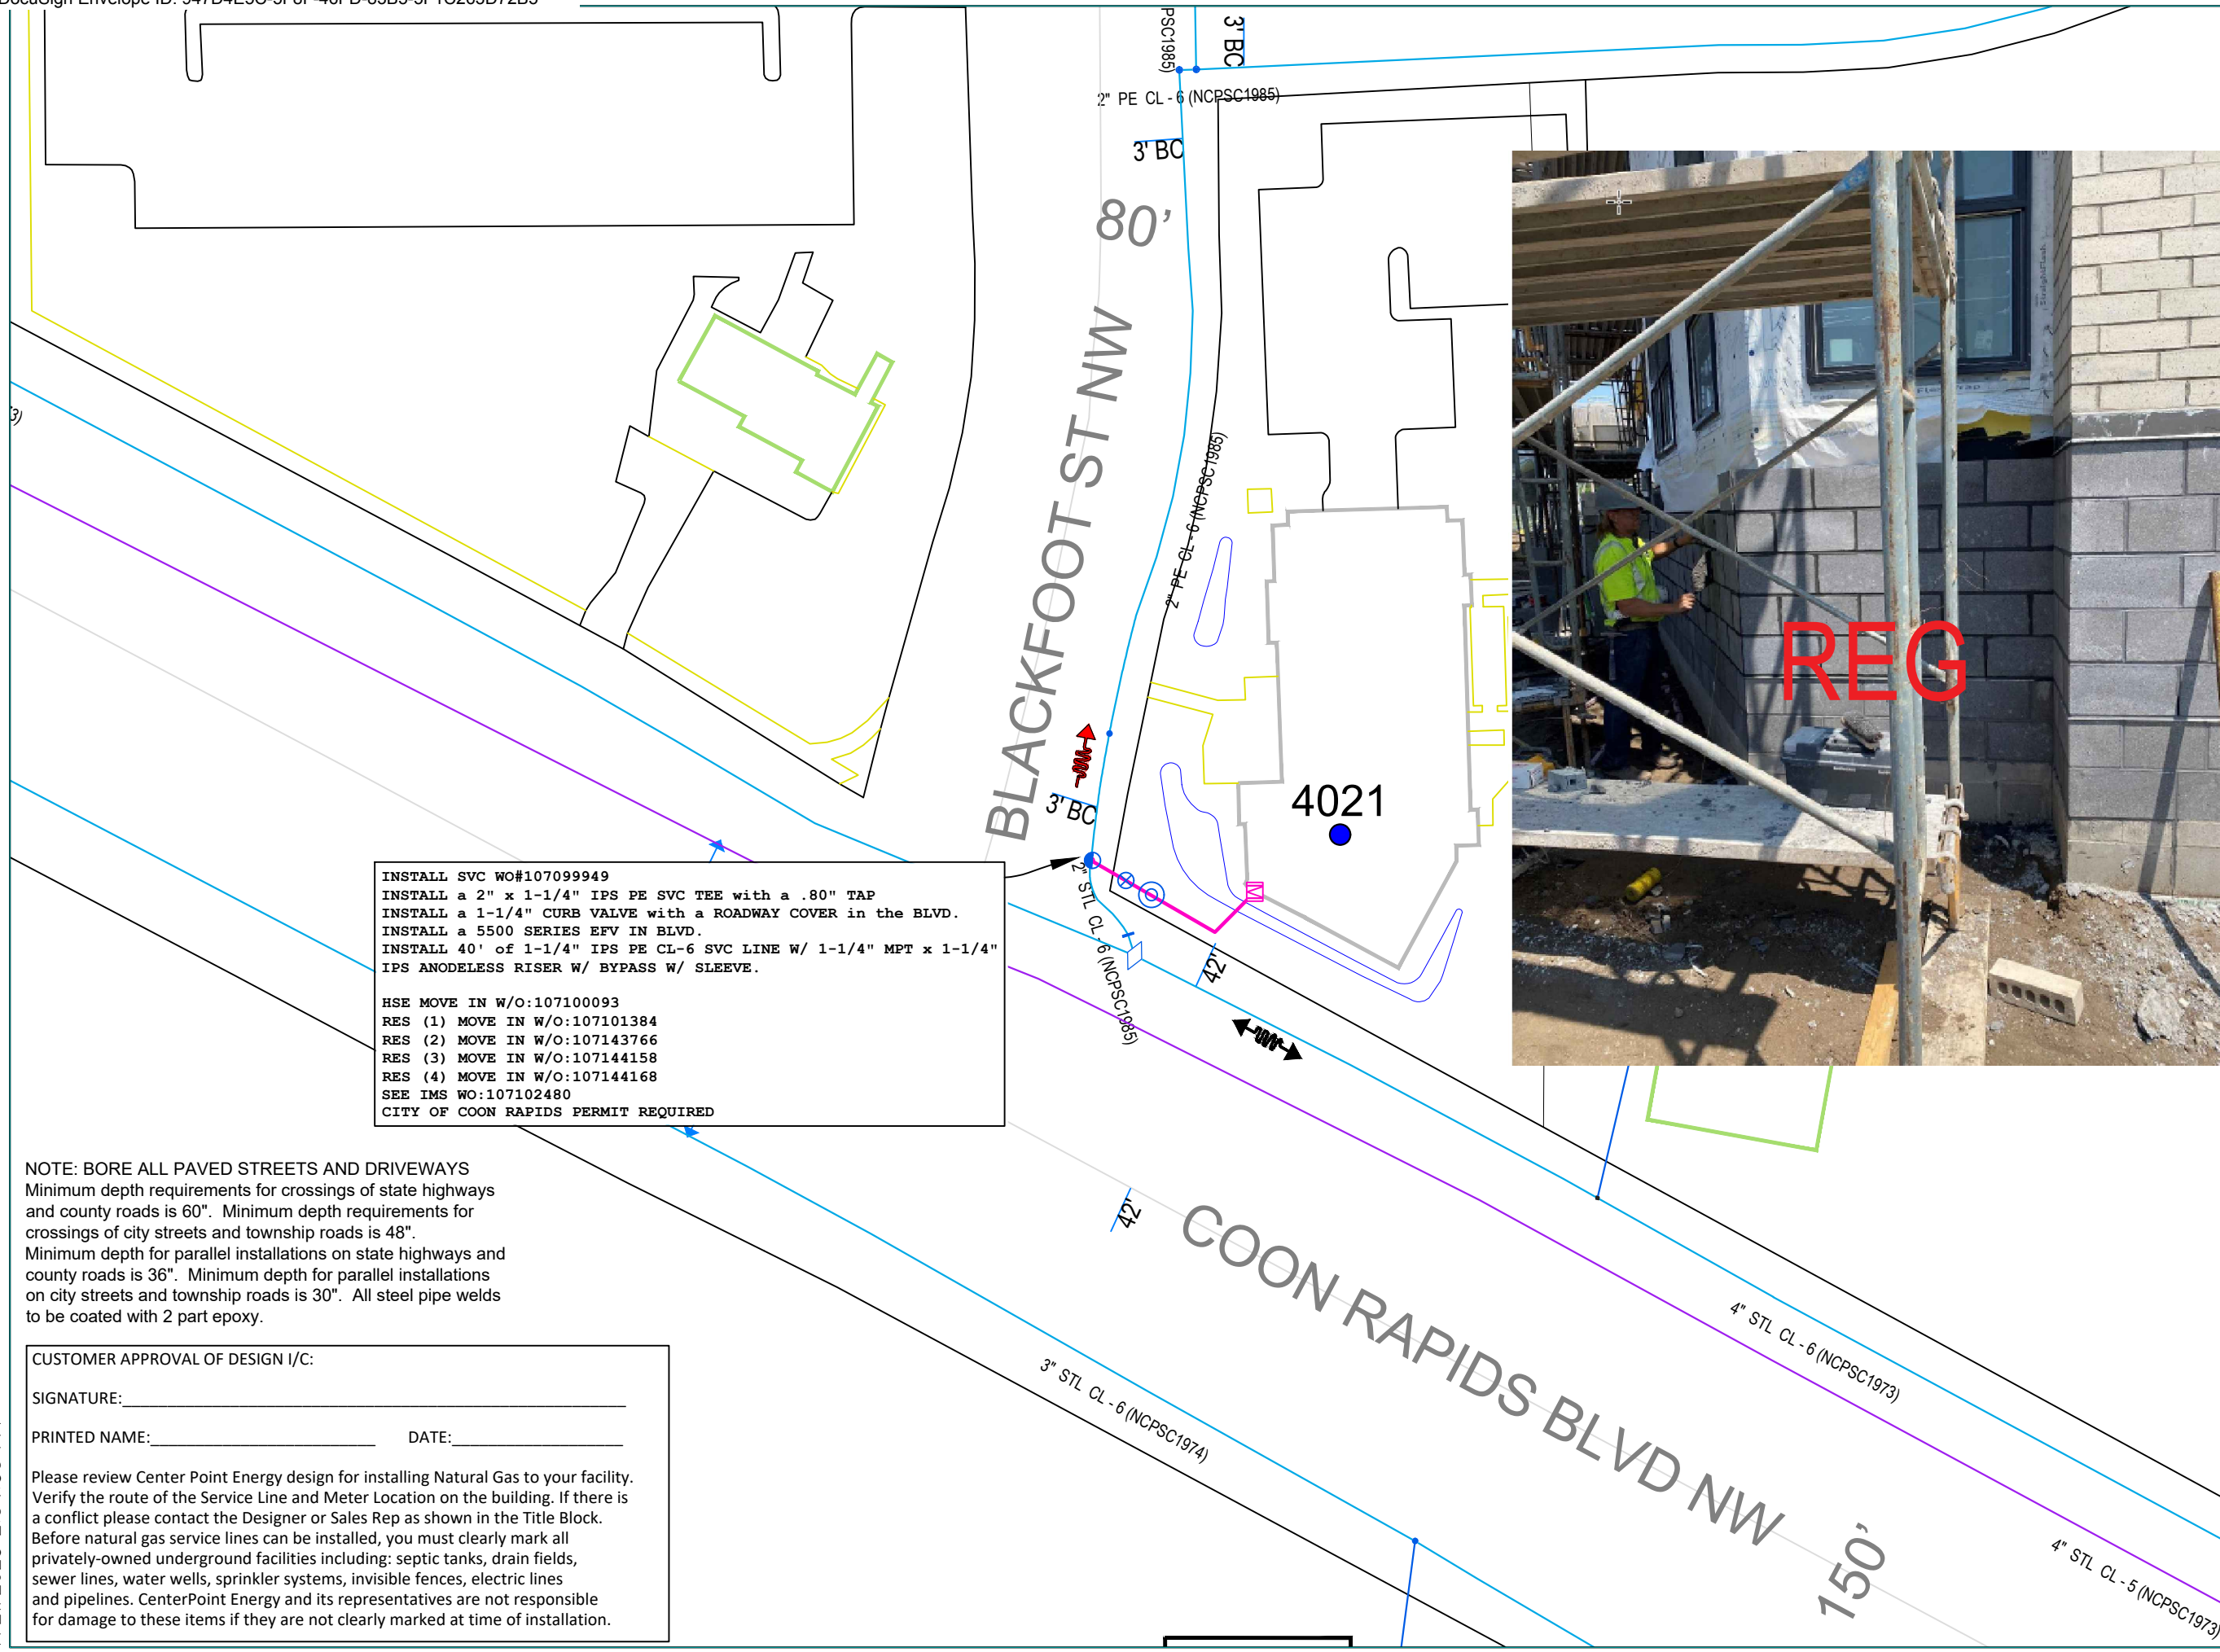 PSC1985)
3' BC
2" PE CL - 6 (NCPSC1985)
3' BC
80'
BLACKFOOT ST NW
2" PE CL - 6 (NCPSC1985)
3)
REG
4021
3' BC
2" STL CL - 6 (NCPSC1985)
42'
INSTALL SVC WO#107099949
INSTALL a 2" x 1-1/4" IPS PE SVC TEE with a .80" TAP
INSTALL a 1-1/4" CURB VALVE with a ROADWAY COVER in the BLVD.
INSTALL a 5500 SERIES EFV IN BLVD.
INSTALL 40' of 1-1/4" IPS PE CL-6 SVC LINE W/ 1-1/4" MPT x 1-1/4"
IPS ANODELESS RISER W/ BYPASS W/ SLEEVE.
HSE MOVE IN W/O:107100093
RES (1) MOVE IN W/O:107101384
RES (2) MOVE IN W/O:107143766
RES (3) MOVE IN W/O:107144158
RES (4) MOVE IN W/O:107144168
SEE IMS WO:107102480
CITY OF COON RAPIDS PERMIT REQUIRED
M
42'
COON RAPIDS BLVD NW
150'
4" STL CL - 6 (NCPSC1973)
3" STL CL - 6 (NCPSC1974)
4" STL CL - 5 (NCPSC1973)
NOTE: BORE ALL PAVED STREETS AND DRIVEWAYS
Minimum depth requirements for crossings of state highways
and county roads is 60". Minimum depth requirements for
crossings of city streets and township roads is 48".
Minimum depth for parallel installations on state highways and
county roads is 36". Minimum depth for parallel installations
on city streets and township roads is 30". All steel pipe welds
to be coated with 2 part epoxy.
CUSTOMER APPROVAL OF DESIGN I/C:
SIGNATURE:
PRINTED NAME: DATE:
Please review Center Point Energy design for installing Natural Gas to your facility.
Verify the route of the Service Line and Meter Location on the building. If there is
a conflict please contact the Designer or Sales Rep as shown in the Title Block.
Before natural gas service lines can be installed, you must clearly mark all
privately-owned underground facilities including: septic tanks, drain fields,
sewer lines, water wells, sprinkler systems, invisible fences, electric lines
and pipelines. CenterPoint Energy and its representatives are not responsible
for damage to these items if they are not clearly marked at time of installation.